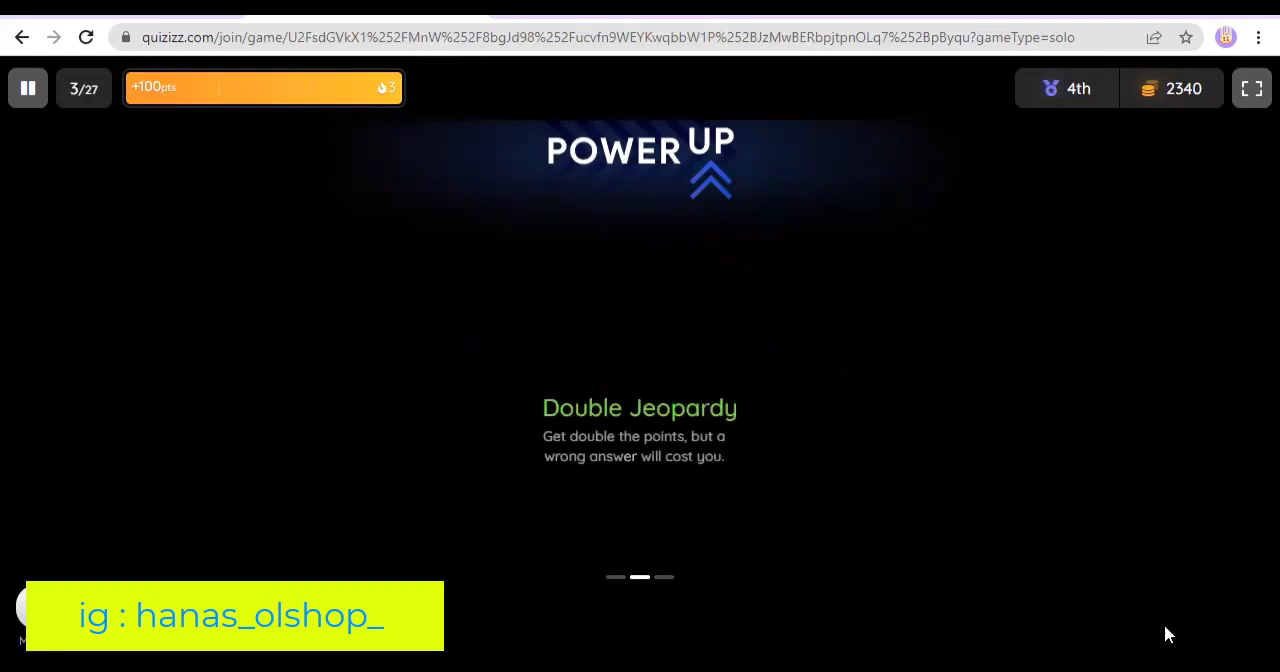 quizizz.com/join/game/U2FsdGVkX1%252FMnW%252F8bgJd98%252Fucvfn9WEYKwqbbW1P%252BJzMwBERbpjtpnOLq7%252BpByqu?gameType=solo
3/27
+100pts
3
4th
2340
POWER UP
Double Jeopardy
Get double the points, but a
wrong answer will cost you.
ig : hanas_olshop_